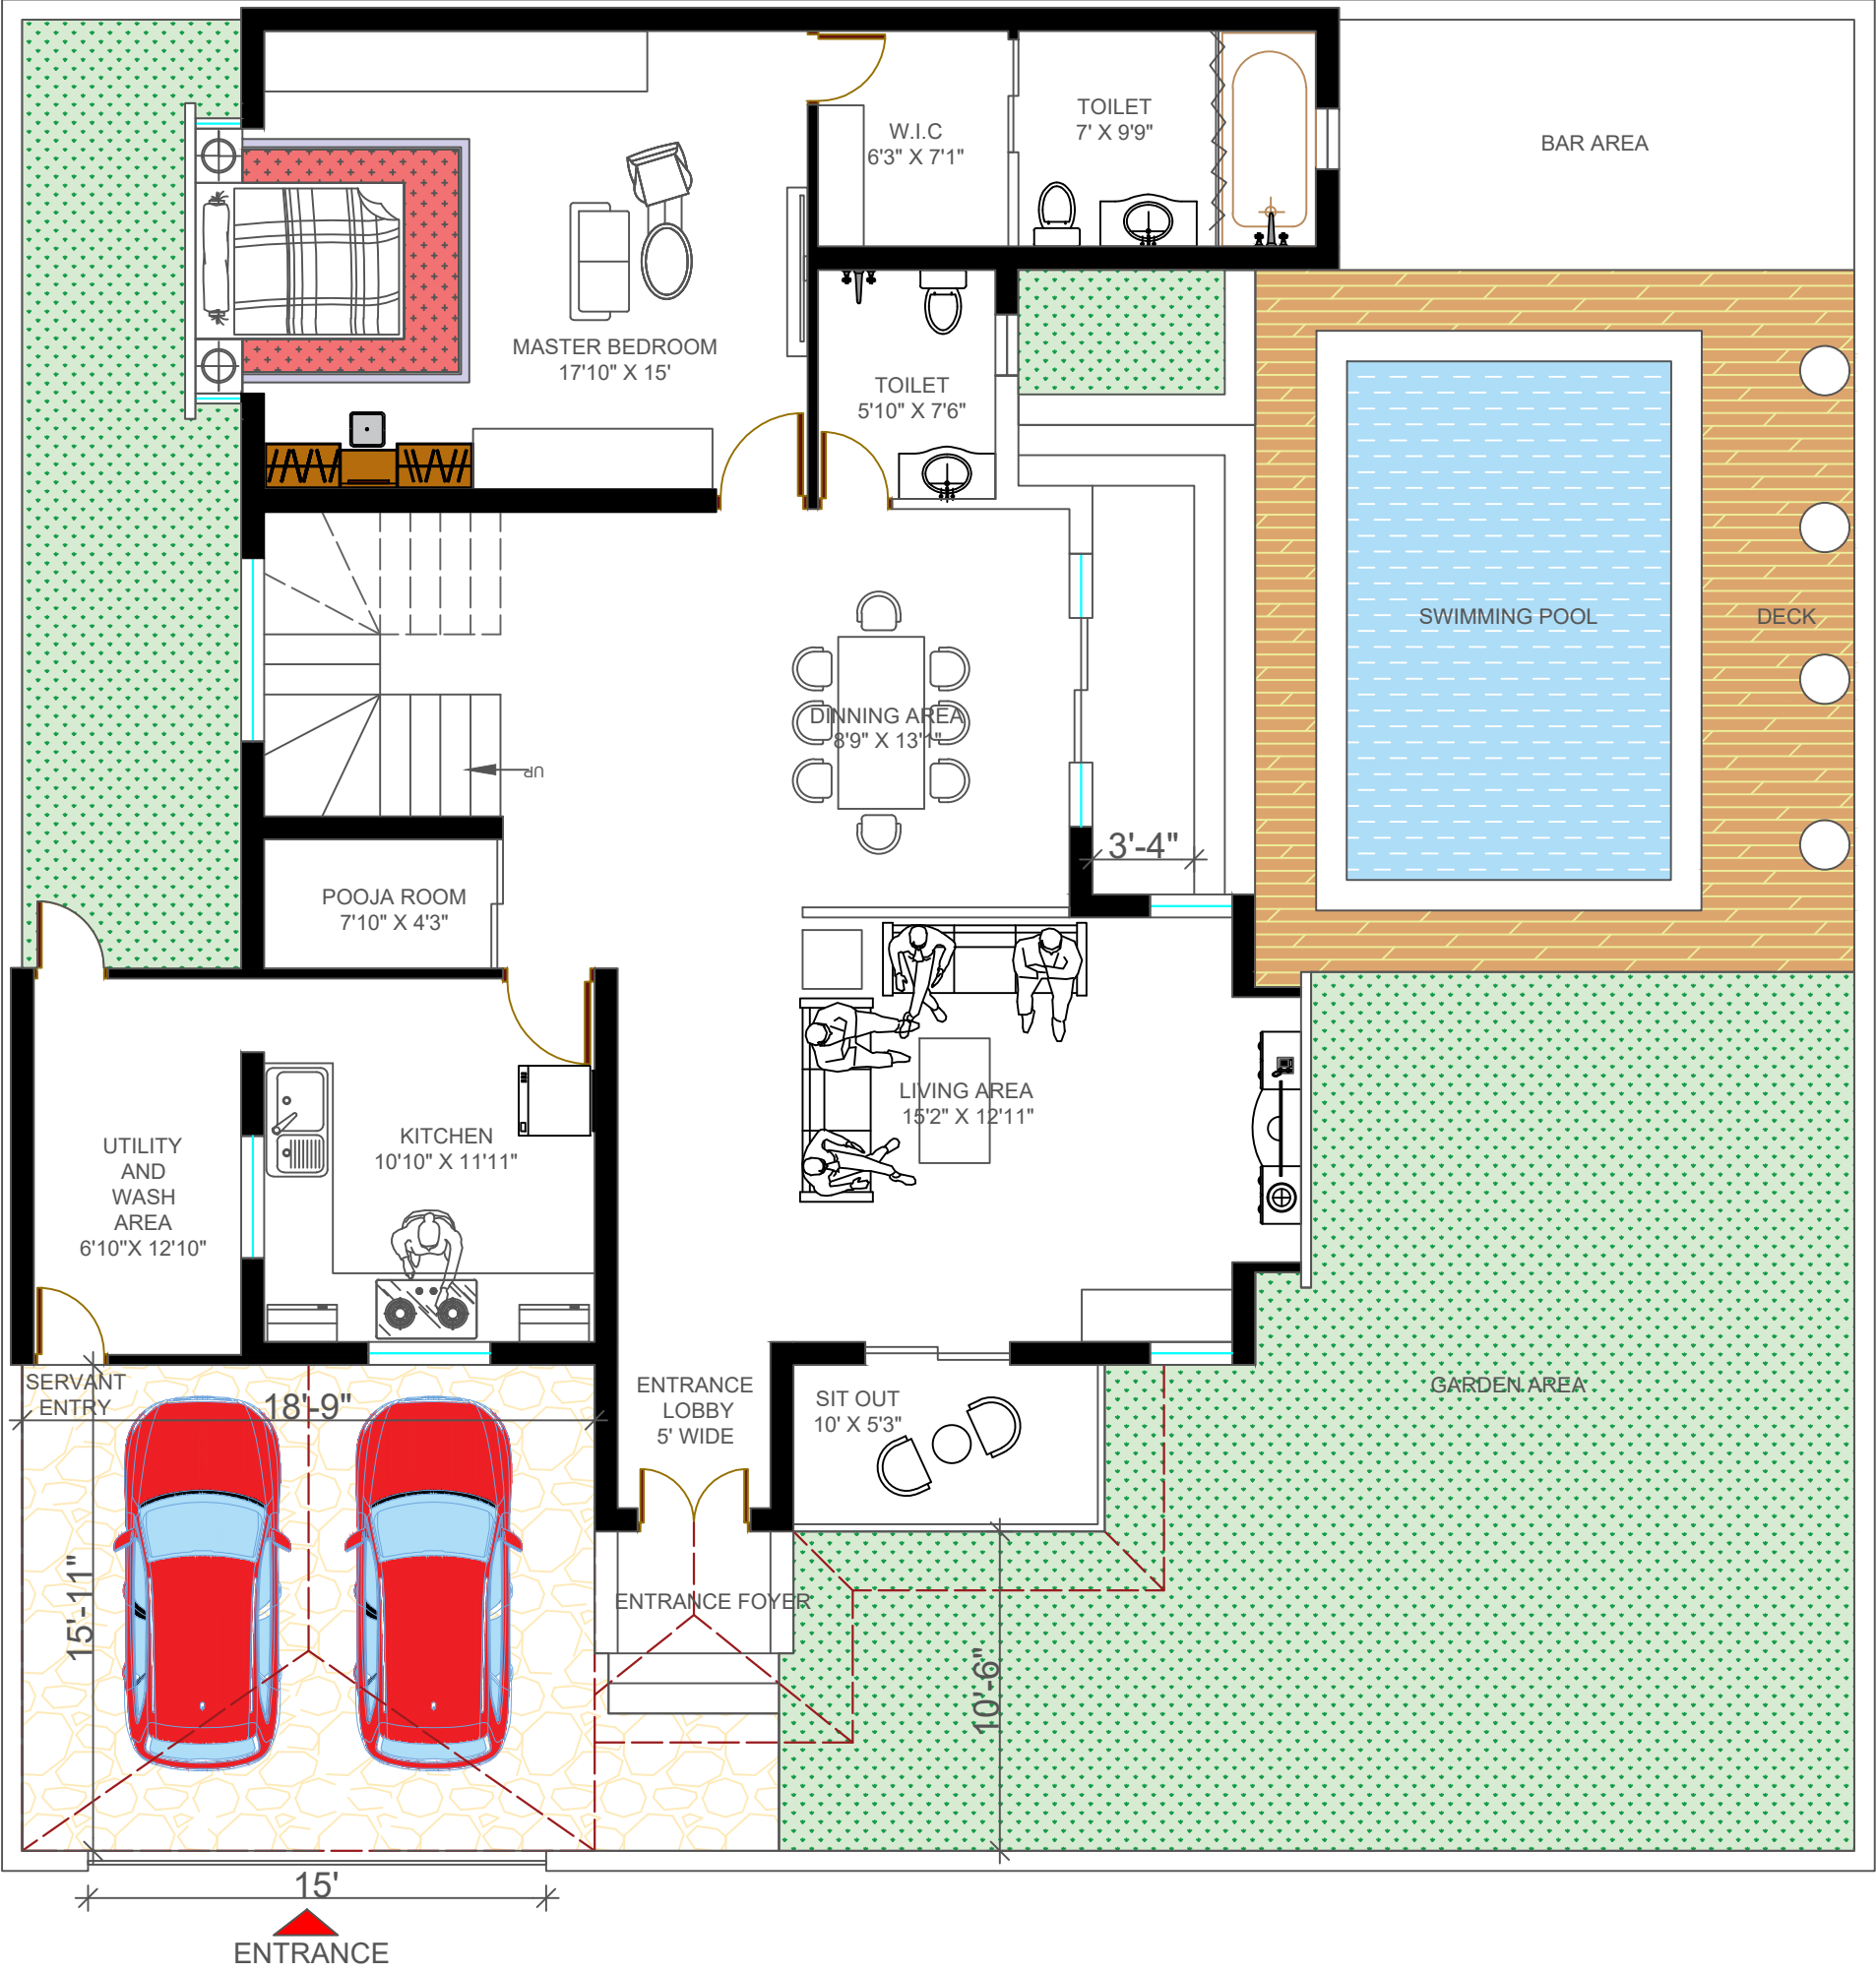 TOILET
7' X 9'9"
W.I.C
6'3" X 7'1"
BAR AREA
MASTER BEDROOM
17'10" X 15'
TOILET
5'10" X 7'6"
SWIMMING POOL
DECK
DINNING AREA
8'9" X 13'1"
UP
3'-4"
POOJA ROOM
7'10" X 4'3"
LIVING AREA
15'2" X 12'11"
KITCHEN
10'10" X 11'11"
UTILITY
AND
WASH
AREA
6'10"X 12'10"
SERVANT
ENTRY
18'-9"
ENTRANCE
LOBBY
5' WIDE
SIT OUT
10' X 5'3"
GARDEN AREA
15'-11"
ENTRANCE FOYER
10'-6"
15'
ENTRANCE